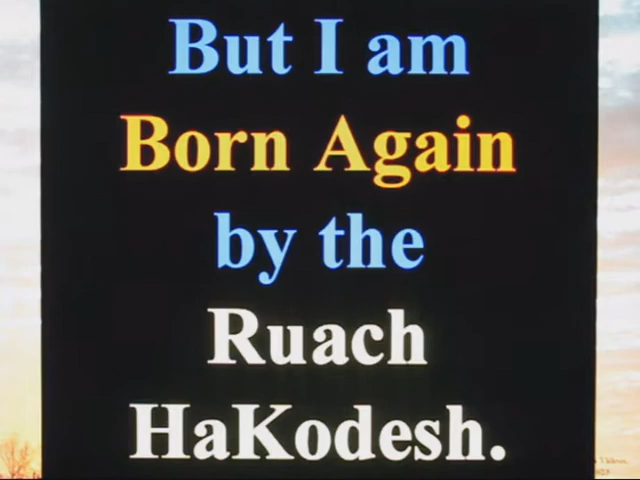 But I am
Born Again
by the
Ruach
HaKodesh.